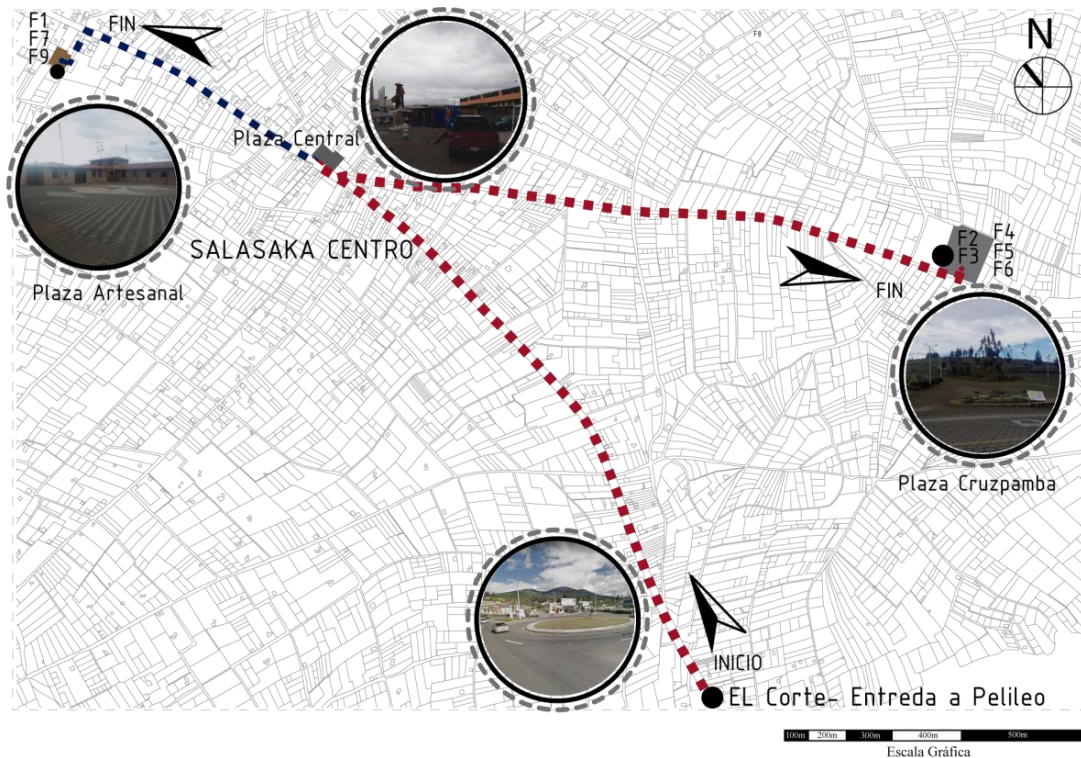 F1
F7
F9
FIN
F8
N
Plaza Central
SALASAKA CENTRO
Plaza Artesanal
F2
F3
F4
F5
F6
FIN
Plaza Cruzpamba
INICIO
EL Corte- Entreda a Pelileo
100m 200m 300m 400m 500m
Escala Gráfica